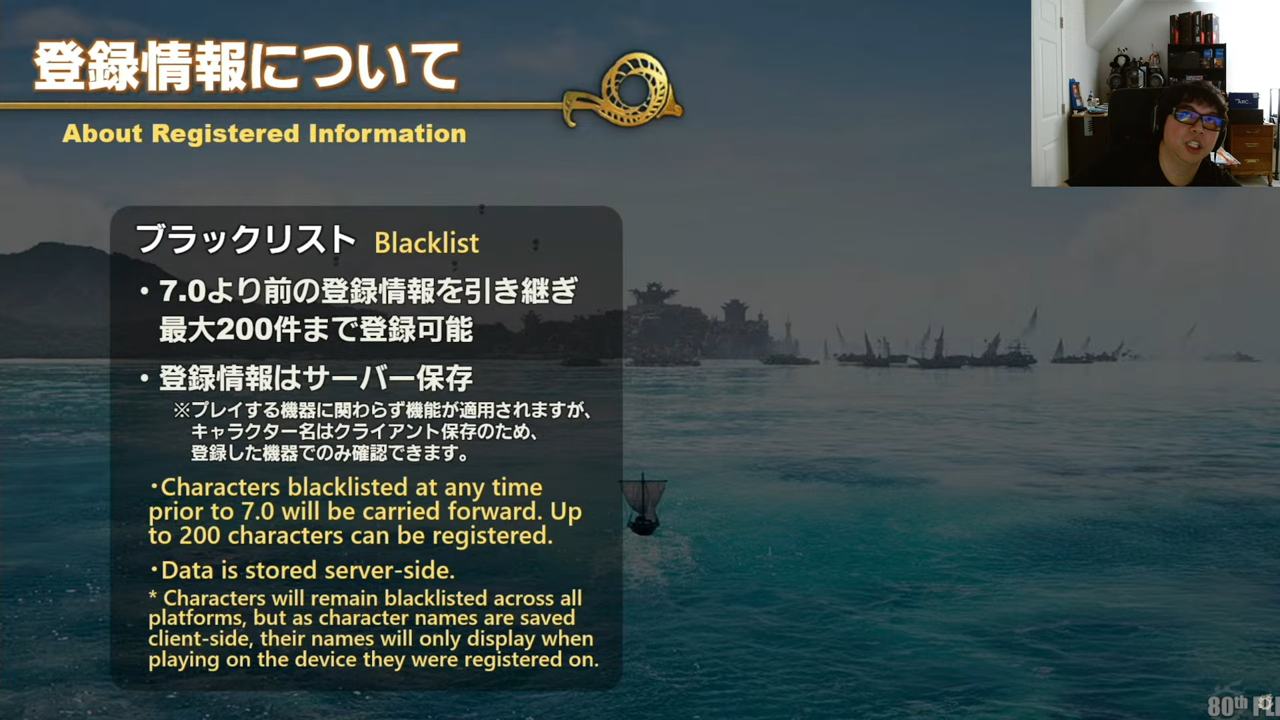 登録情報について
About Registered Information
ブラックリスト Blacklist
・7.0より前の登録情報を引き継ぎ
最大200件まで登録可能
・登録情報はサーバー保存
※プレイする機器に関わらず機能が適用されますが、
キャラクター名はクライアント保存のため、
登録した機器でのみ確認できます。
・Characters blacklisted at any time
prior to 7.0 will be carried forward. Up
to 200 characters can be registered.
・Data is stored server-side.
* Characters will remain blacklisted across all
platforms, but as character names are saved
client-side, their names will only display when
playing on the device they were registered on.
80th